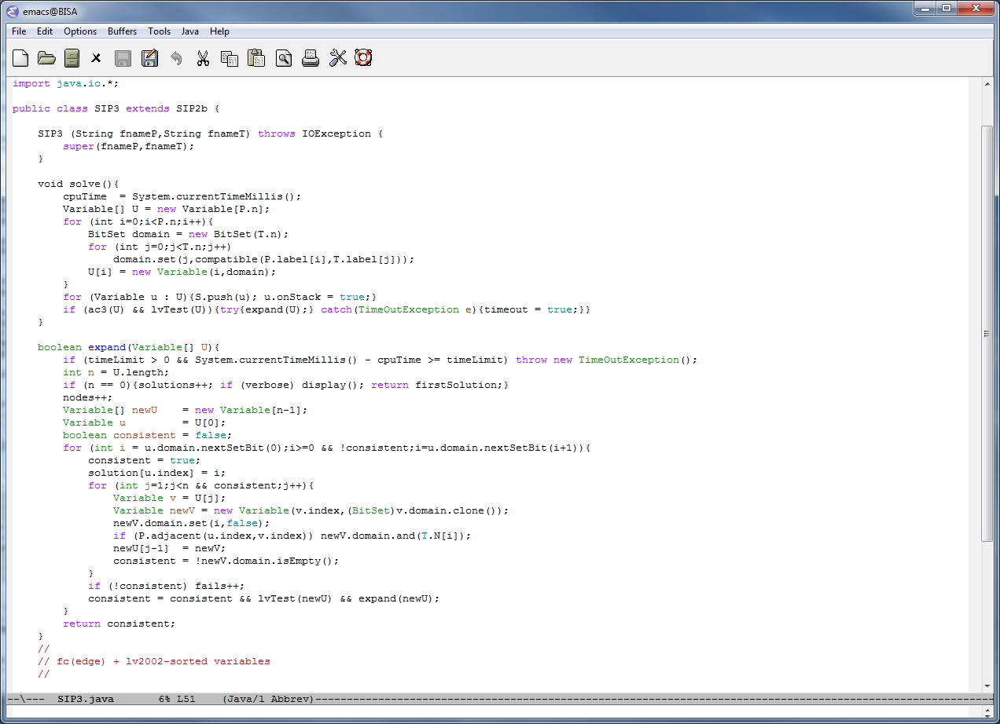 emacs@BISA
File Edit Options Buffers Tools Java Help
import java.io.*;
public class SIP3 extends SIP2b {
    SIP3 (String fnameP,String fnameT) throws IOException {
        super(fnameP,fnameT);
    }
    void solve(){
        cpuTime  = System.currentTimeMillis();
        Variable[] U = new Variable[P.n];
        for (int i=0;i<P.n;i++){
            BitSet domain = new BitSet(T.n);
            for (int j=0;j<T.n;j++)
                domain.set(j,compatible(P.label[i],T.label[j]));
            U[i] = new Variable(i,domain);
        }
        for (Variable u : U){S.push(u); u.onStack = true;}
        if (ac3(U) && lvTest(U)){try{expand(U);} catch(TimeOutException e){timeout = true;}}
    }
    boolean expand(Variable[] U){
        if (timeLimit > 0 && System.currentTimeMillis() - cpuTime >= timeLimit) throw new TimeOutException();
        int n = U.length;
        if (n == 0){solutions++; if (verbose) display(); return firstSolution;}
        nodes++;
        Variable[] newU    = new Variable[n-1];
        Variable u         = U[0];
        boolean consistent = false;
        for (int i = u.domain.nextSetBit(0);i>=0 && !consistent;i=u.domain.nextSetBit(i+1)){
            consistent = true;
            solution[u.index] = i;
            for (int j=1;j<n && consistent;j++){
                Variable v = U[j];
                Variable newV = new Variable(v.index,(BitSet)v.domain.clone());
                newV.domain.set(i,false);
                if (P.adjacent(u.index,v.index)) newV.domain.and(T.N[i]);
                newU[j-1]  = newV;
                consistent = !newV.domain.isEmpty();
            }
            if (!consistent) fails++;
            consistent = consistent && lvTest(newU) && expand(newU);
        }
        return consistent;
    }
    //
    // fc(edge) + lv2002-sorted variables
    //
--\---  SIP3.java       6% L51    (Java/l Abbrev)------------------------------------------------------------------------------------------------------------